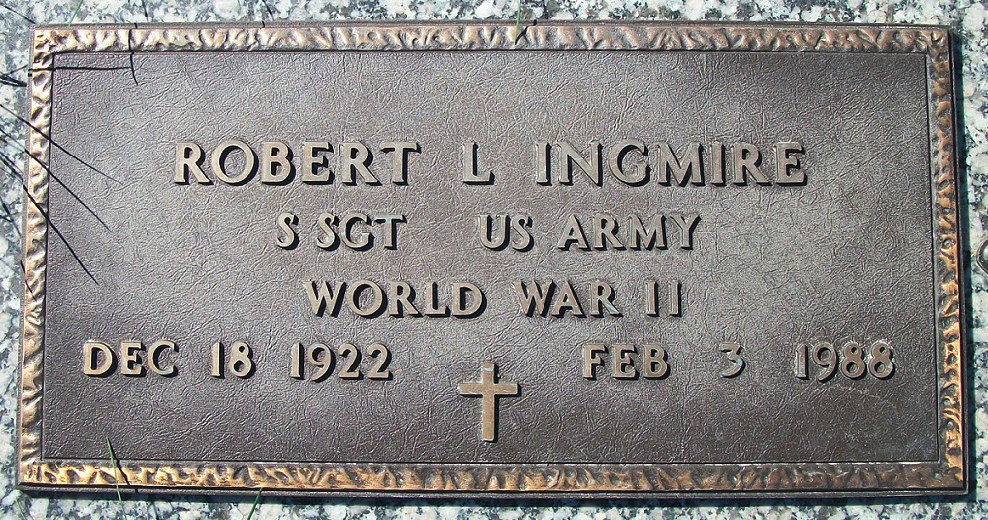 ROBERT L INGMIRE
S SGT US ARMY
WORLD WAR II
DEC 18 1922 FEB 3 1988